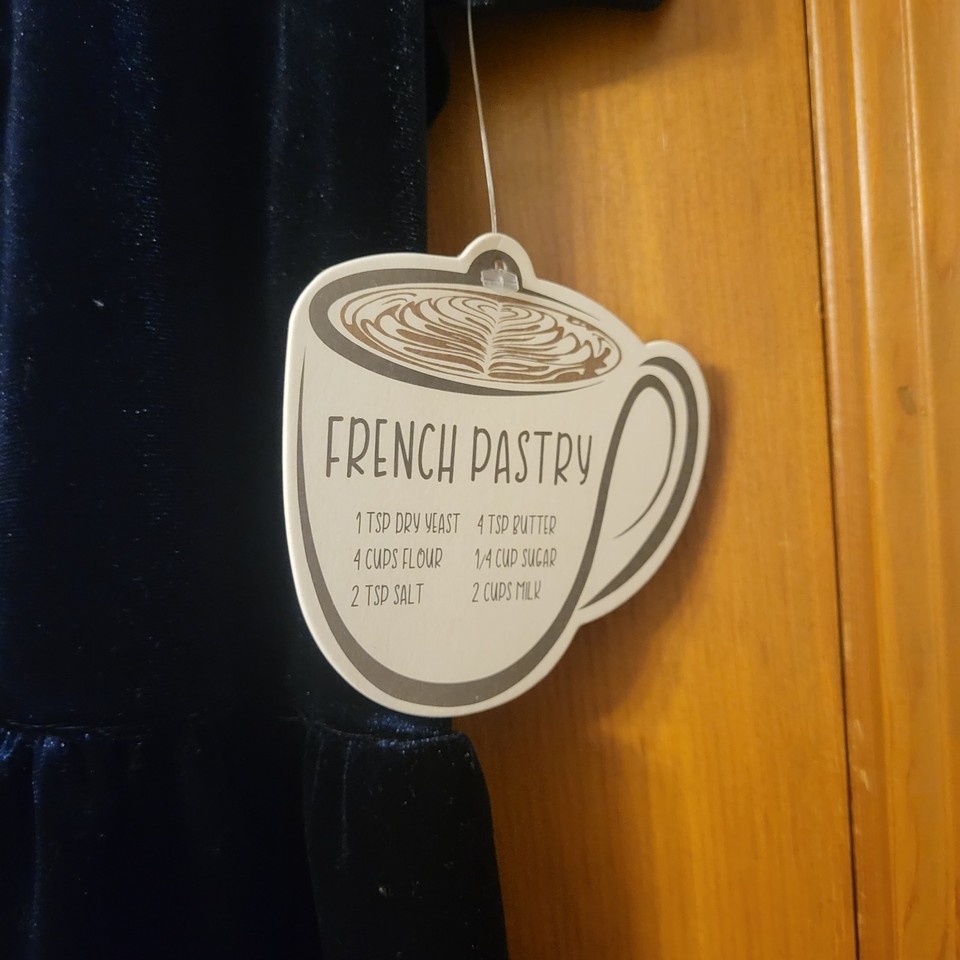 FRENCH PASTRY
1 TSP DRY YEAST 4 TSP BUTTER
4 CUPS FLOUR 1/4 CUP SUGAR
2 TSP SALT 2 CUPS MILK